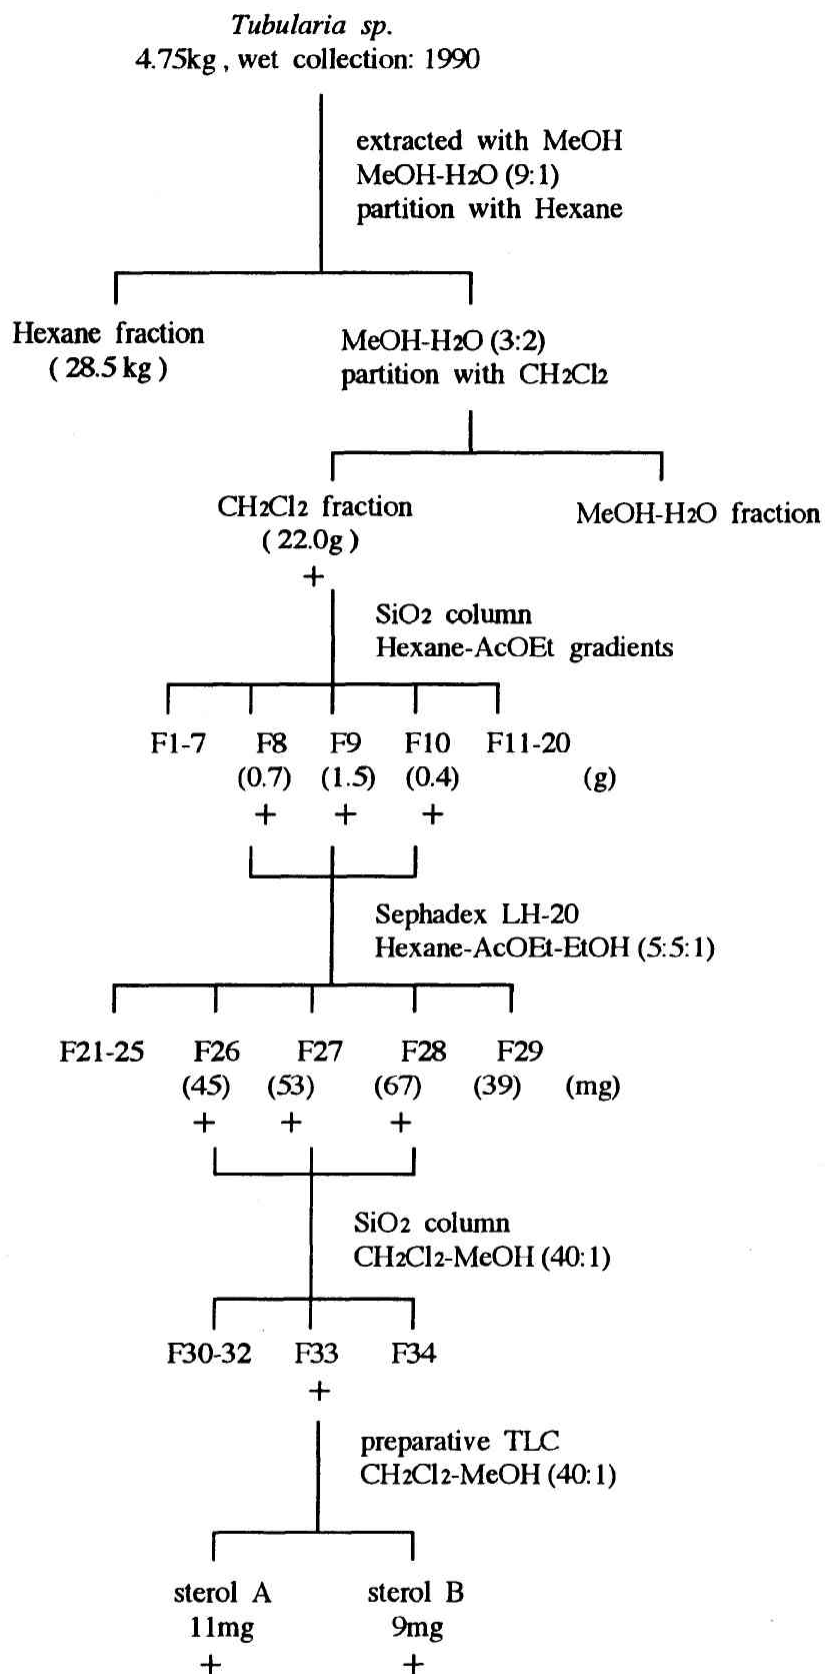 Tubularia sp.
4.75kg , wet collection: 1990
extracted with MeOH
MeOH-H2O (9:1)
partition with Hexane
Hexane fraction
( 28.5 kg )
MeOH-H2O (3:2)
partition with CH2Cl2
CH2Cl2 fraction
( 22.0g )
+
MeOH-H2O fraction
SiO2 column
Hexane-AcOEt gradients
F1-7 F8 F9 F10 F11-20
(0.7) (1.5) (0.4) (g)
+ + +
Sephadex LH-20
Hexane-AcOEt-EtOH (5:5:1)
F21-25 F26 F27 F28 F29
(45) (53) (67) (39) (mg)
+ + +
SiO2 column
CH2Cl2-MeOH (40:1)
F30-32 F33 F34
+
preparative TLC
CH2Cl2-MeOH (40:1)
sterol A sterol B
11mg 9mg
+ +